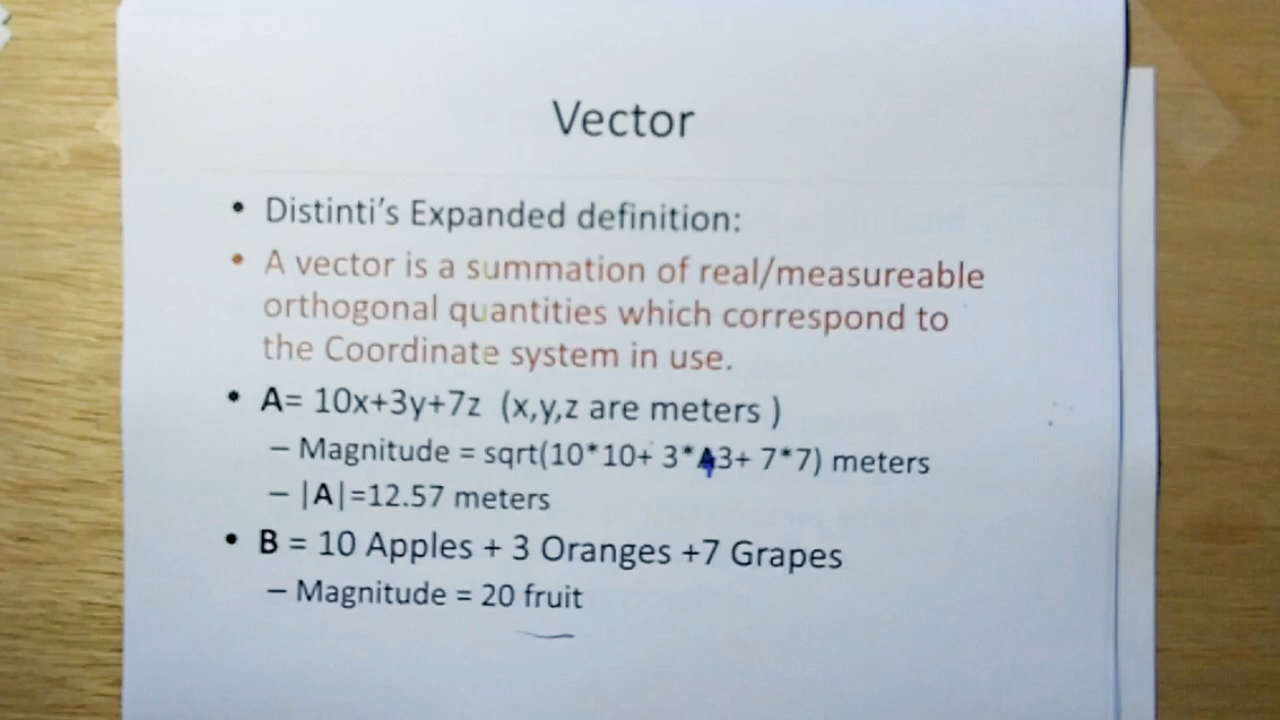 Vector
• Distinti's Expanded definition:
• A vector is a summation of real/measureable
orthogonal quantities which correspond to
the Coordinate system in use.
• A= 10x+3y+7z (x,y,z are meters )
– Magnitude = sqrt(10*10+ 3*3+ 7*7) meters
– |A|=12.57 meters
• B = 10 Apples + 3 Oranges +7 Grapes
– Magnitude = 20 fruit